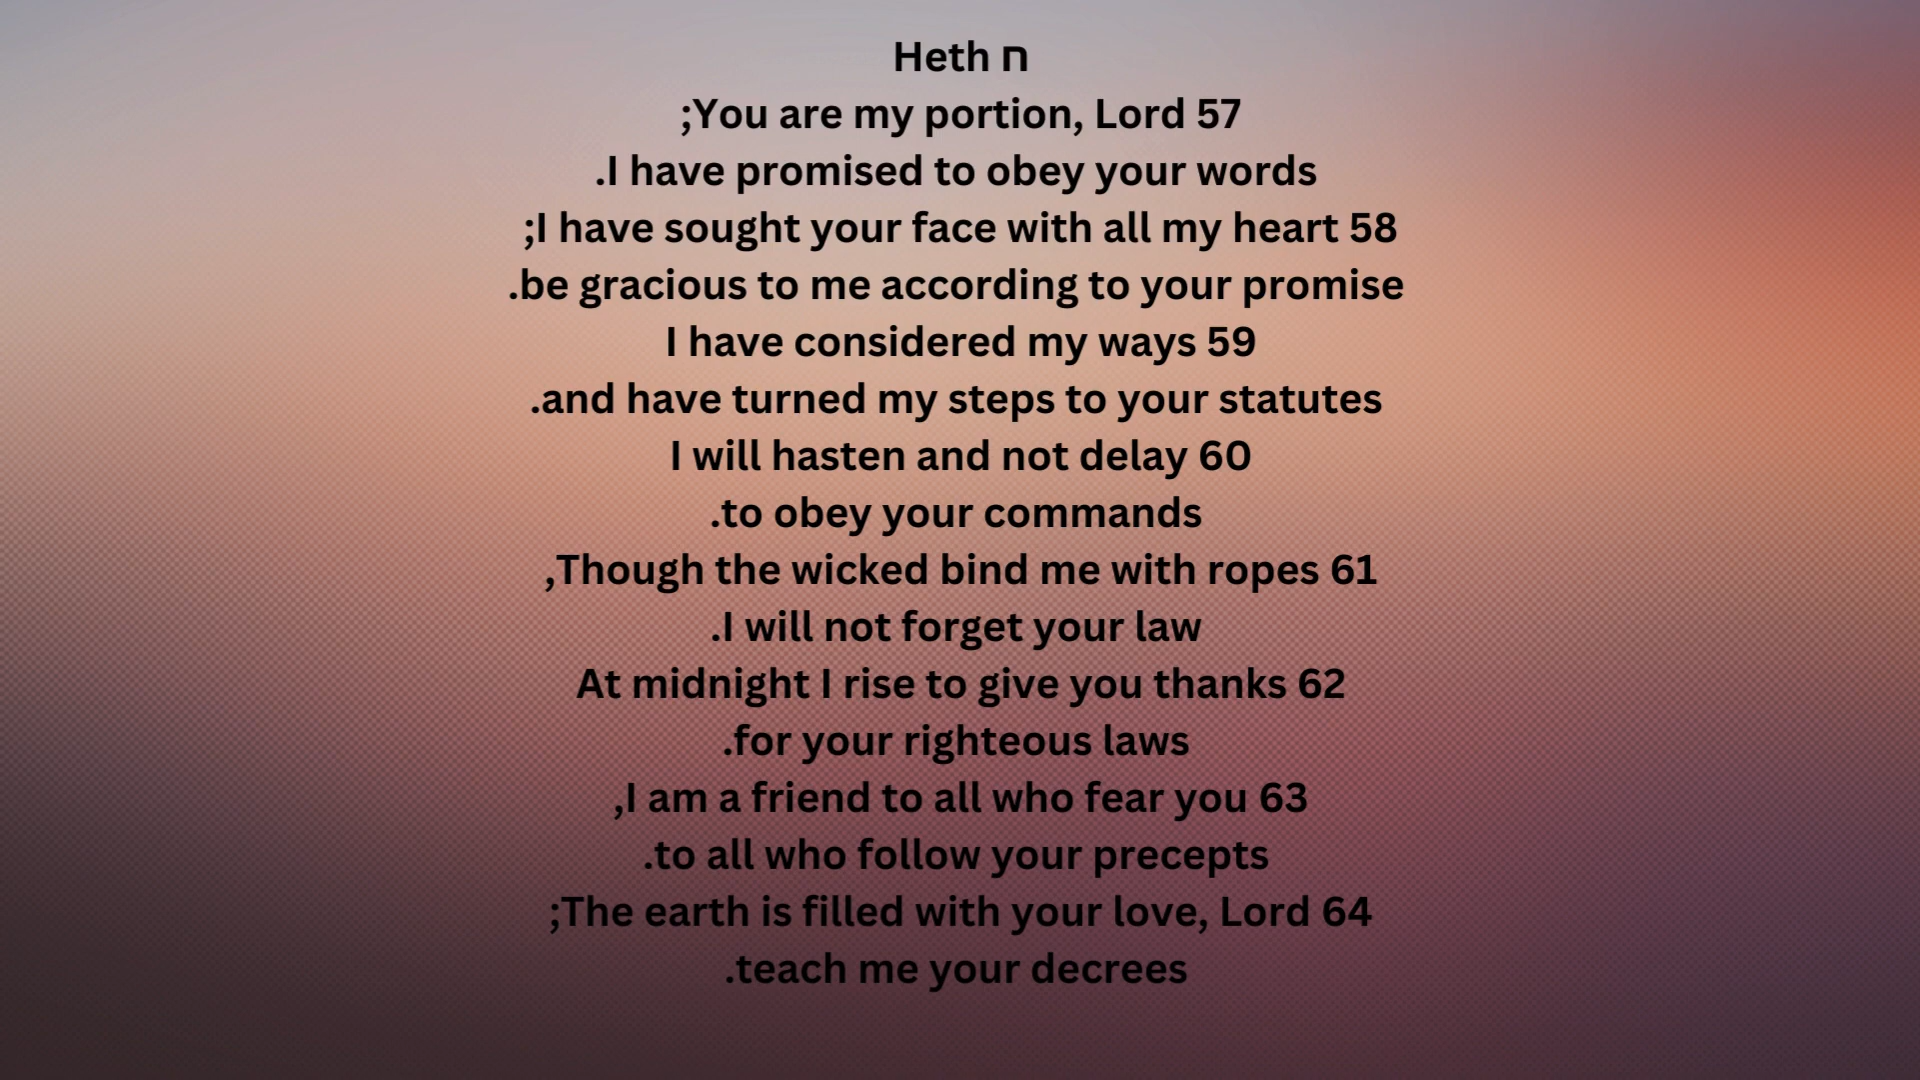 Heth ח
;You are my portion, Lord 57
.I have promised to obey your words
;I have sought your face with all my heart 58
.be gracious to me according to your promise
I have considered my ways 59
.and have turned my steps to your statutes
I will hasten and not delay 60
.to obey your commands
,Though the wicked bind me with ropes 61
.I will not forget your law
At midnight I rise to give you thanks 62
.for your righteous laws
,I am a friend to all who fear you 63
.to all who follow your precepts
;The earth is filled with your love, Lord 64
.teach me your decrees